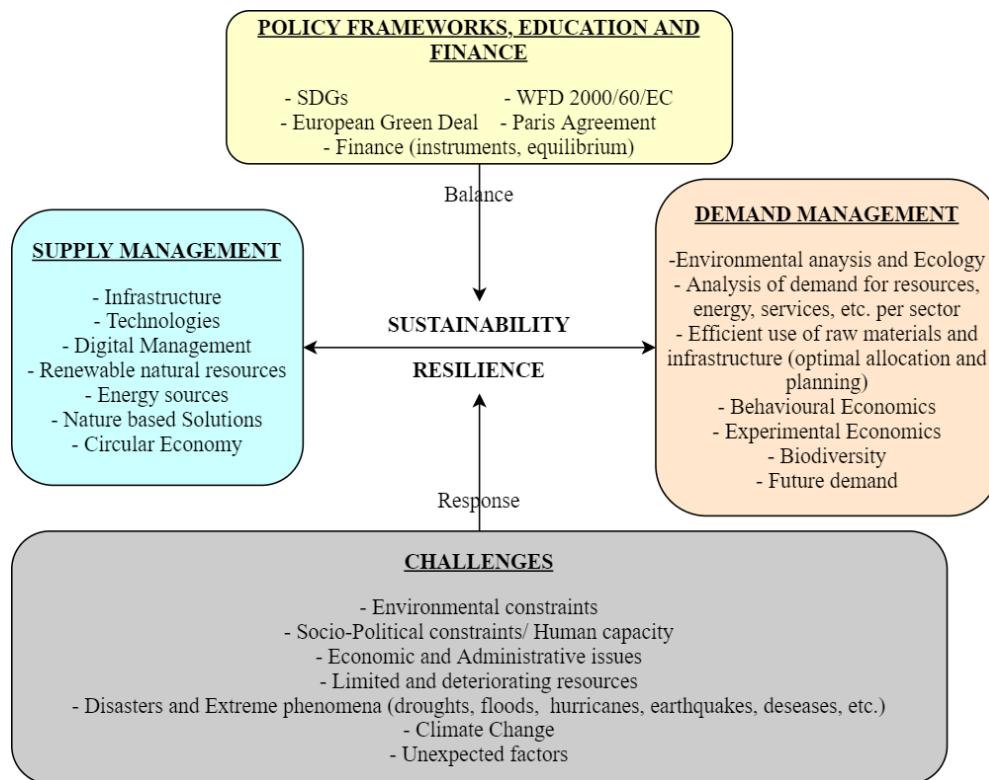 POLICY FRAMEWORKS, EDUCATION AND
FINANCE
- SDGs - WFD 2000/60/EC
- European Green Deal - Paris Agreement
- Finance (instruments, equilibrium)
Balance
SUPPLY MANAGEMENT
- Infrastructure
- Technologies
- Digital Management
- Renewable natural resources
- Energy sources
- Nature based Solutions
- Circular Economy
SUSTAINABILITY
RESILIENCE
DEMAND MANAGEMENT
-Environmental anaysis and Ecology
- Analysis of demand for resources,
energy, services, etc. per sector
- Efficient use of raw materials and
infrastructure (optimal allocation and
planning)
- Behavioural Economics
- Experimental Economics
- Biodiversity
- Future demand
Response
CHALLENGES
- Environmental constraints
- Socio-Political constraints/ Human capacity
- Economic and Administrative issues
- Limited and deteriorating resources
- Disasters and Extreme phenomena (droughts, floods, hurricanes, earthquakes, deseases, etc.)
- Climate Change
- Unexpected factors